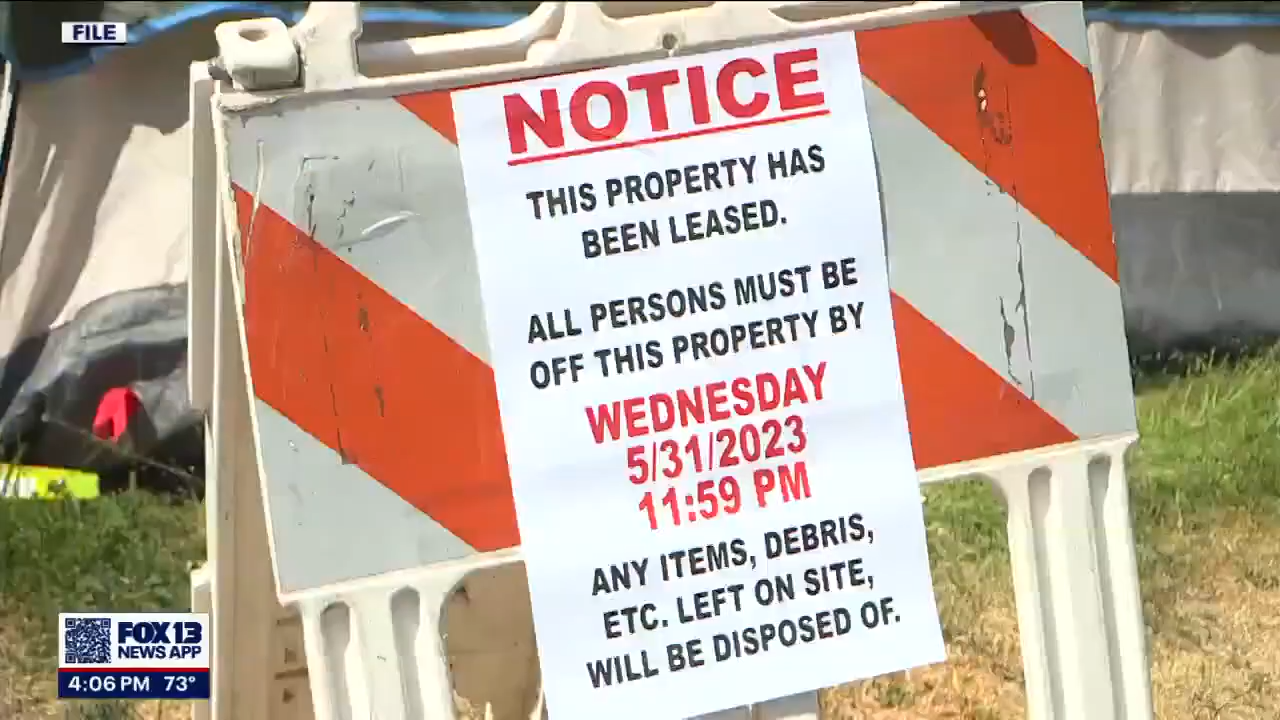 FILE
NOTICE
THIS PROPERTY HAS
BEEN LEASED.
ALL PERSONS MUST BE
OFF THIS PROPERTY BY
WEDNESDAY
5/31/2023
11:59 PM
ANY ITEMS, DEBRIS,
ETC. LEFT ON SITE,
WILL BE DISPOSED OF.
FOX 13
NEWS APP
4:06 PM 73°